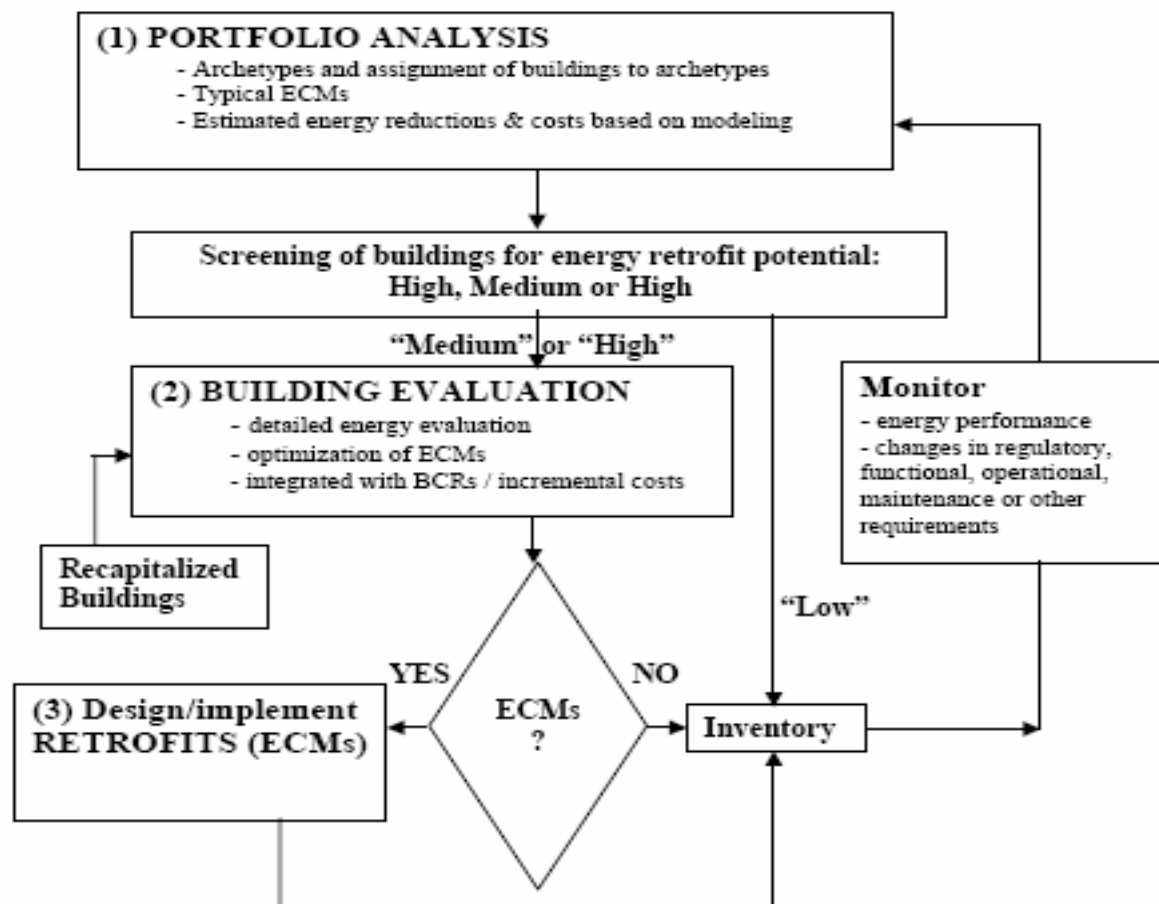 (1) PORTFOLIO ANALYSIS
- Archetypes and assignment of buildings to archetypes
- Typical ECMs
- Estimated energy reductions & costs based on modeling
Screening of buildings for energy retrofit potential:
High, Medium or High
“Medium” or “High”
(2) BUILDING EVALUATION
- detailed energy evaluation
- optimization of ECMs
- integrated with BCRs / incremental costs
Monitor
- energy performance
- changes in regulatory,
functional, operational,
maintenance or other
requirements
Recapitalized
Buildings
“Low”
YES
NO
(3) Design/implement
RETROFITS (ECMs)
ECMs
?
Inventory